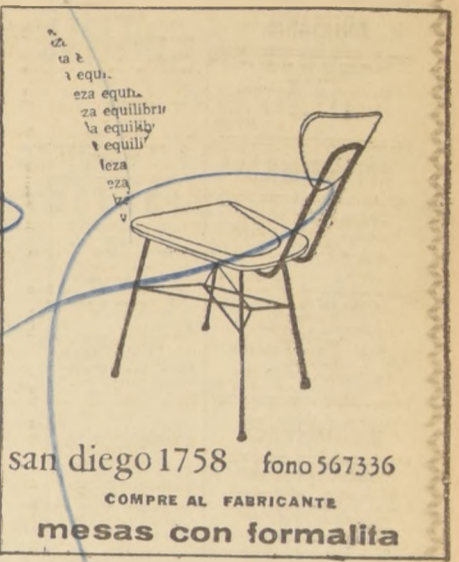 equi
eza equili
za equilibri
la equilib
equili
leza
eza
san diego 1758 fono 567336
COMPRE AL FABRICANTE
mesas con formalita